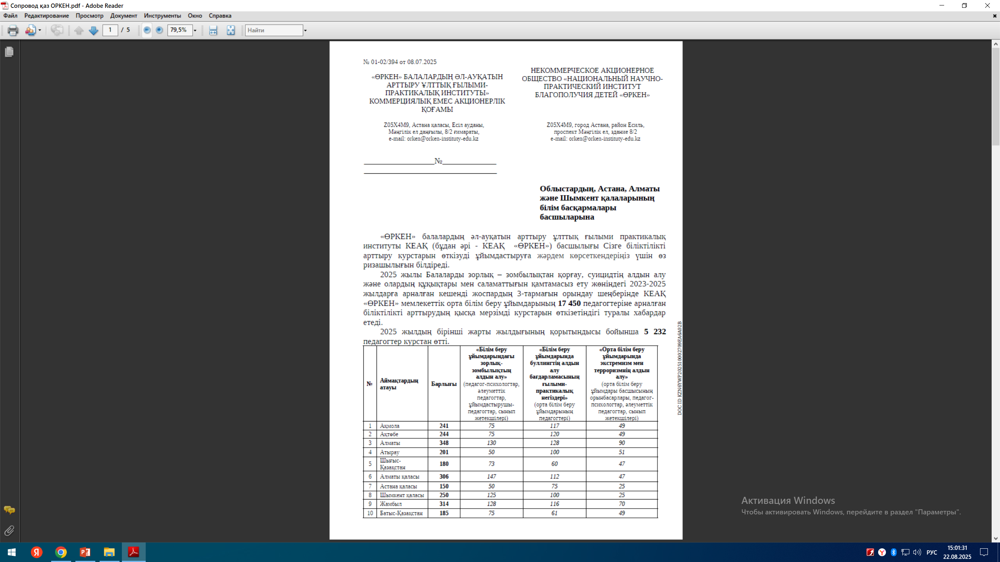 Сопровод қаз ОРКЕН.pdf - Adobe Reader
Файл Редактирование Просмотр Документ Инструменты Окно Справка
1 / 5 79,5% Найти
№ 01-02/394 от 08.07.2025
«ӨРКЕН» БАЛАЛАРДЫҢ ӘЛ-АУҚАТЫН
АРТТЫРУ ҰЛТТЫҚ ҒЫЛЫМИ-
ПРАКТИКАЛЫҚ ИНСТИТУТЫ»
КОММЕРЦИЯЛЫҚ ЕМЕС АКЦИОНЕРЛІК
ҚОҒАМЫ
НЕКОММЕРЧЕСКОЕ АКЦИОНЕРНОЕ
ОБЩЕСТВО «НАЦИОНАЛЬНЫЙ НАУЧНО-
ПРАКТИЧЕСКИЙ ИНСТИТУТ
БЛАГОПОЛУЧИЯ ДЕТЕЙ «ӨРКЕН»
Z05X4M9, Астана қаласы, Есіл ауданы,
Мәңгілік ел даңғылы, 8/2 ғимараты,
e-mail: orken@orken-instituty-edu.kz
Z05X4M9, город Астана, район Есиль,
проспект Мәңгілік ел, здание 8/2
e-mail: orken@orken-instituty-edu.kz
__________________№______________
Облыстардың, Астана, Алматы
және Шымкент қалаларының
білім басқармалары
басшыларына
«ӨРКЕН» балалардың әл-ауқатын арттыру ұлттық ғылыми практикалық
институты КЕАҚ (бұдан әрі - КЕАҚ «ӨРКЕН») басшылығы Сізге біліктілікті
арттыру курстарын өткізуді ұйымдастыруға жәрдем көрсеткендеріңіз үшін өз
ризашылығын білдіреді.
2025 жылы Балаларды зорлық – зомбылықтан қорғау, суицидтің алдын алу
және олардың құқықтары мен саламаттығын қамтамасыз ету жөніндегі 2023-2025
жылдарға арналған кешенді жоспардың 3-тармағын орындау шеңберінде КЕАҚ
«ӨРКЕН» мемлекеттік орта білім беру ұйымдарының 17 450 педагогтеріне арналған
біліктілікті арттырудың қысқа мерзімді курстарын өткізетіндігі туралы хабардар
етеді.
2025 жылдың бірінші жарты жылдығының қорытындысы бойынша 5 232
педагогтер курстан өтті.
№
Аймақтардың
атауы
Барлығы
«Білім беру
ұйымдарындағы
зорлық-
зомбылықтың
алдын алу»
(педагог-психологтар,
әлеуметтік
педагогтар,
ұйымдастырушы-
педагогтар, сынып
жетекшілері)
«Білім беру
ұйымдарында
буллингтің алдын
алу
бағдарламасының
ғылыми-
практикалық
негіздері»
(орта білім беру
ұйымдарының
педагогтері)
«Орта білім беру
ұйымдарында
экстремизм мен
терроризмнің алдын
алу»
(орта білім беру
ұйымдары басшысының
орынбасарлары, педагог-
психологтар, әлеуметтік
педагогтар, сынып
жетекшілері)
1 Ақмола 241 75 117 49
2 Ақтөбе 244 75 120 49
3 Алматы 348 130 128 90
4 Атырау 201 50 100 51
5 Шығыс-
Қазақстан 180 73 60 47
6 Алматы қаласы 306 147 112 47
7 Астана қаласы 150 50 75 25
8 Шымкент қаласы 250 125 100 25
9 Жамбыл 314 128 116 70
10 Батыс-Қазақстан 185 75 61 49
DOC ID KZN6YWP202510002709EA6A02B
Активация Windows
Чтобы активировать Windows, перейдите в раздел "Параметры".
РУС
15:01:31
22.08.2025